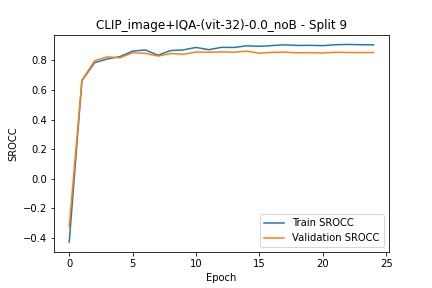 CLIP_image+IQA-(vit-32)-0.0_noB - Split 9
SROCC
0.8
0.6
0.4
0.2
0.0
−0.2
−0.4
Train SROCC
Validation SROCC
0 5 10 15 20 25
Epoch